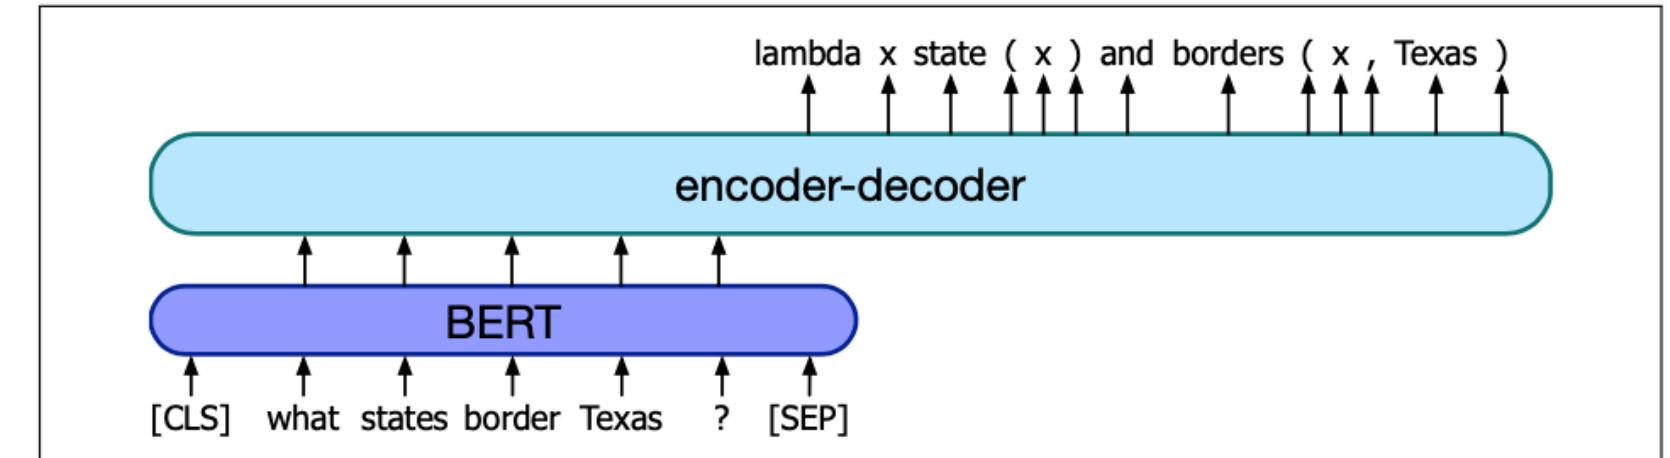 lambda x state ( x ) and borders ( x , Texas )
encoder-decoder
BERT
[CLS] what states border Texas ? [SEP]